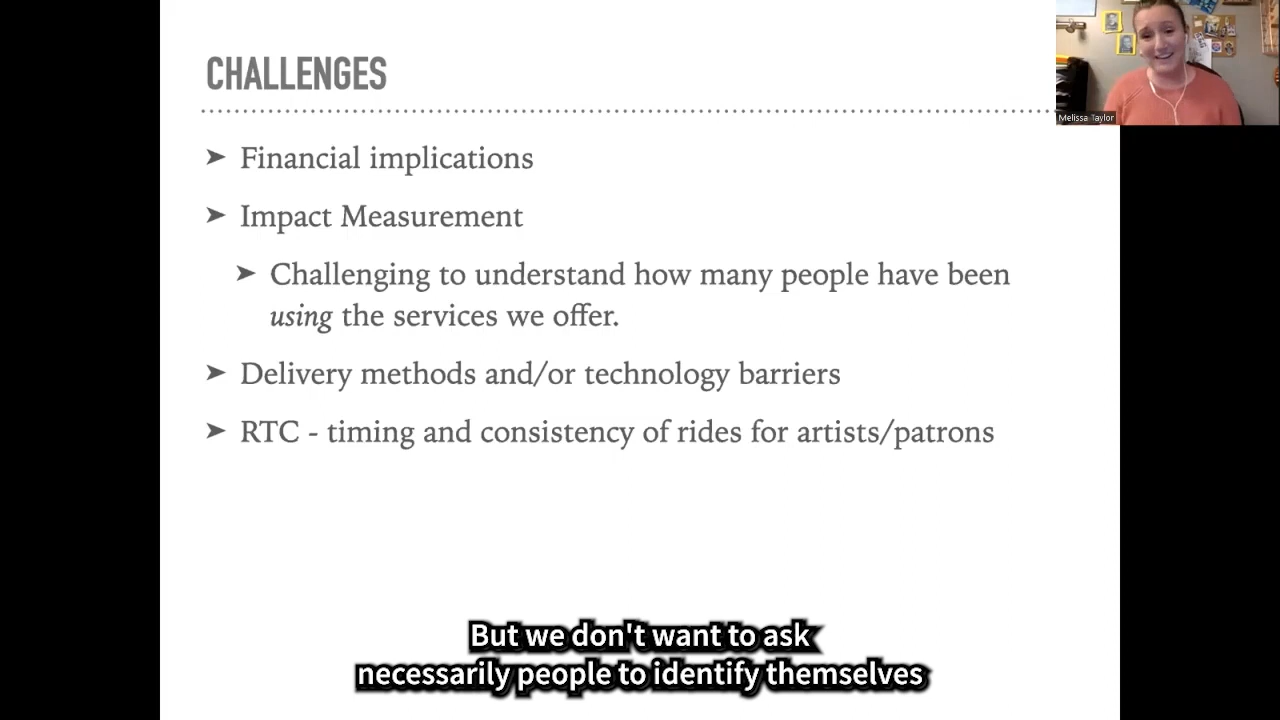 CHALLENGES
Melissa Taylor
➤ Financial implications
➤ Impact Measurement
➤ Challenging to understand how many people have been
using the services we offer.
➤ Delivery methods and/or technology barriers
➤ RTC - timing and consistency of rides for artists/patrons
But we don't want to ask
necessarily people to identify themselves